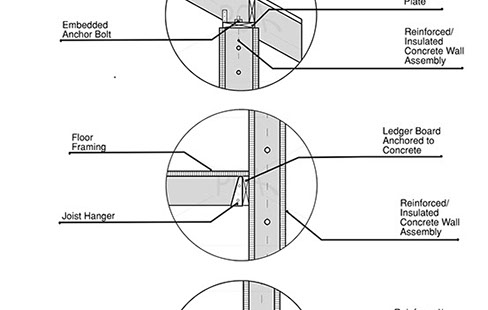 Plate
Embedded
Anchor Bolt
Reinforced/
Insulated
Concrete Wall
Assembly
Floor
Framing
Ledger Board
Anchored to
Concrete
Joist Hanger
Reinforced/
Insulated
Concrete Wall
Assembly